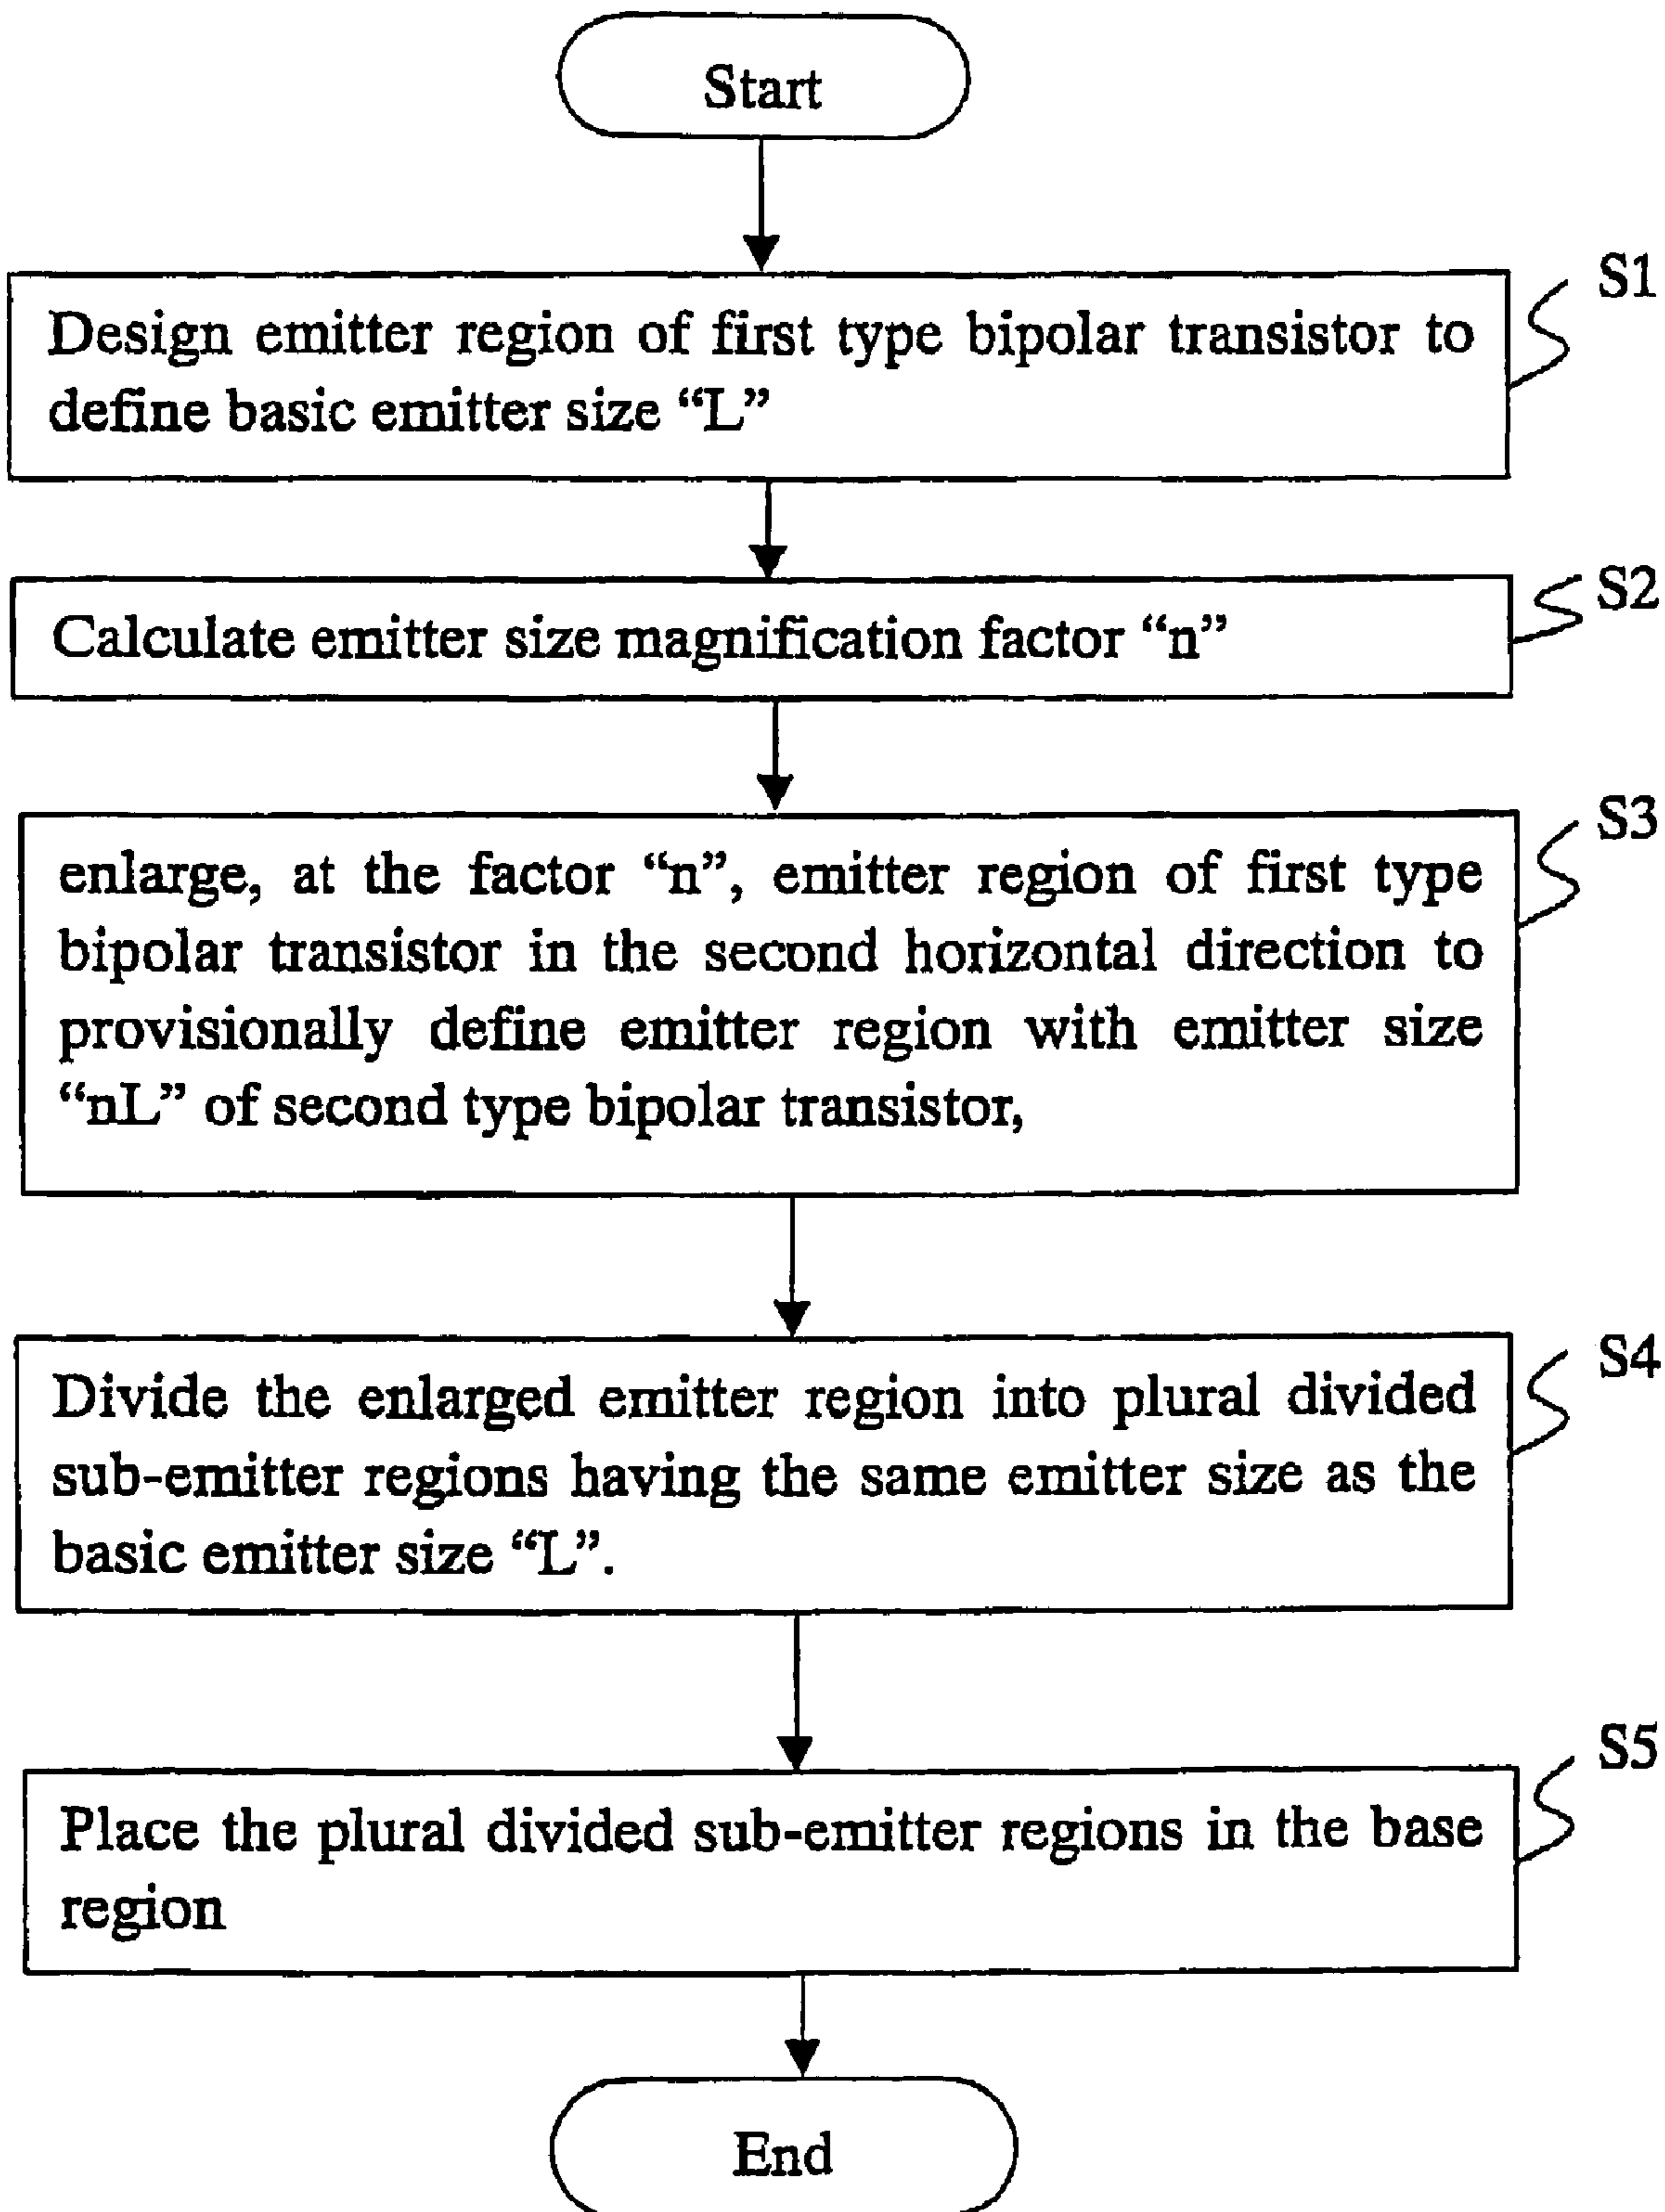 Start
S1
Design emitter region of first type bipolar transistor to
define basic emitter size “L”
S2
Calculate emitter size magnification factor “n”
S3
enlarge, at the factor “n”, emitter region of first type
bipolar transistor in the second horizontal direction to
provisionally define emitter region with emitter size
“nL” of second type bipolar transistor,
S4
Divide the enlarged emitter region into plural divided
sub-emitter regions having the same emitter size as the
basic emitter size “L”.
S5
Place the plural divided sub-emitter regions in the base
region
End